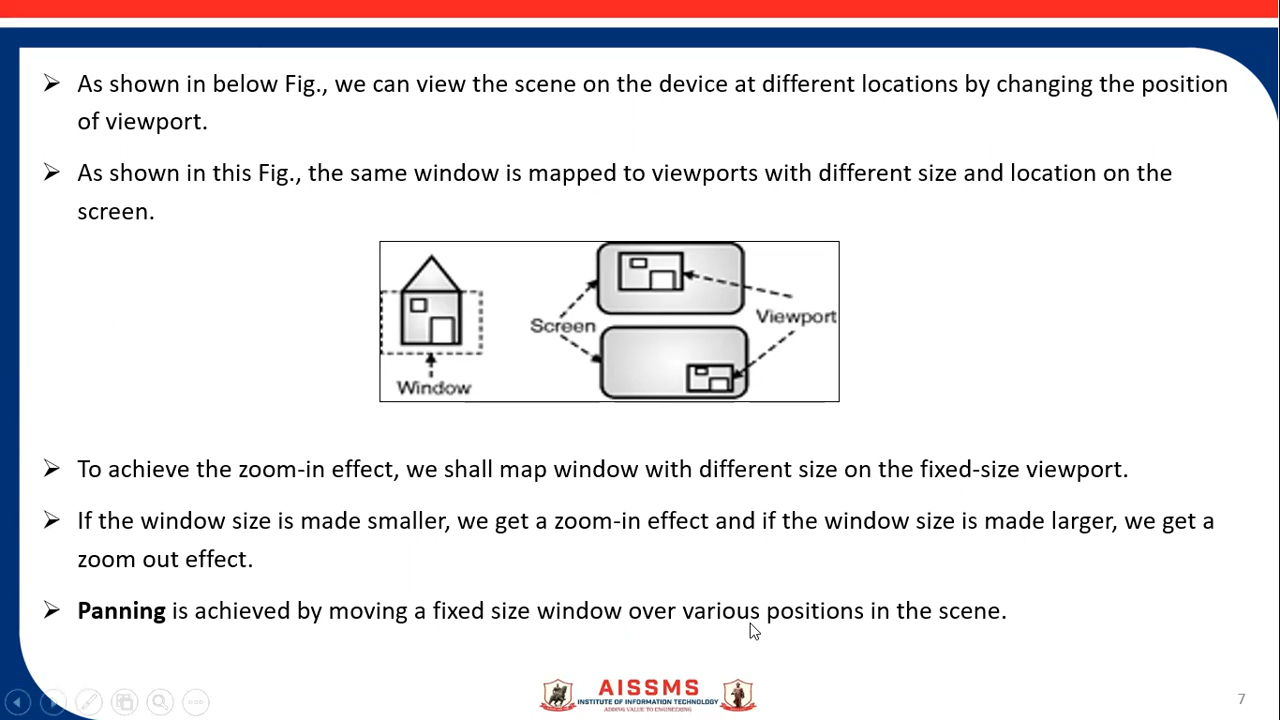 ➢ As shown in below Fig., we can view the scene on the device at different locations by changing the position
of viewport.
➢ As shown in this Fig., the same window is mapped to viewports with different size and location on the
screen.
Screen
Viewport
Window
➢ To achieve the zoom-in effect, we shall map window with different size on the fixed-size viewport.
➢ If the window size is made smaller, we get a zoom-in effect and if the window size is made larger, we get a
zoom out effect.
➢ Panning is achieved by moving a fixed size window over various positions in the scene.
AISSMS
INSTITUTE OF INFORMATION TECHNOLOGY
ADDING VALUE TO ENGINEERING
7